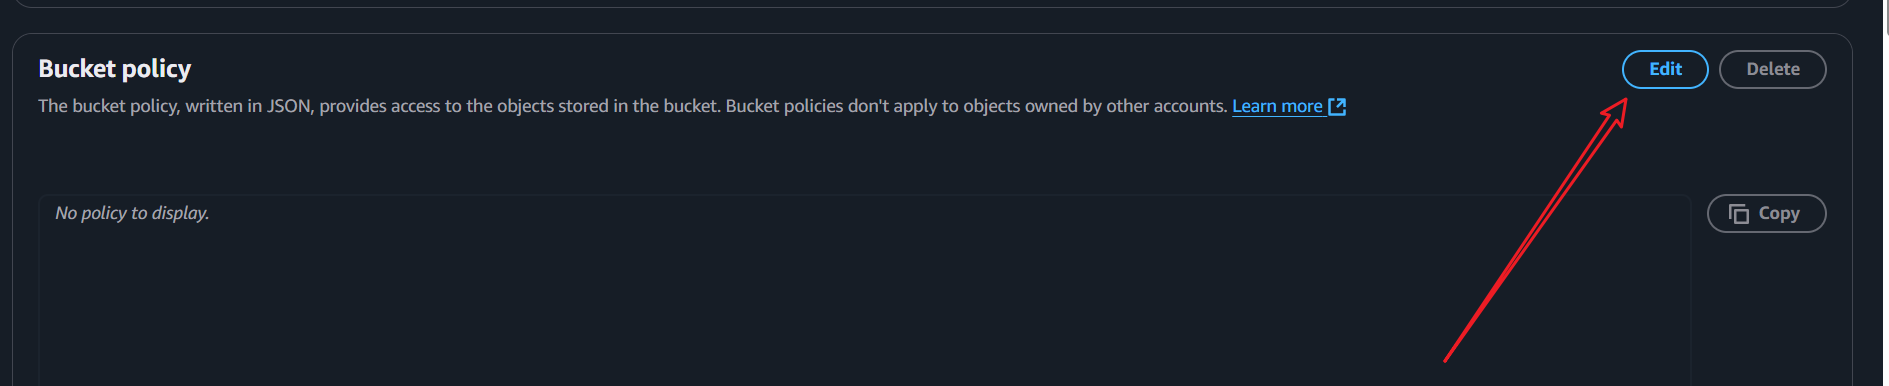 Bucket policy
Edit
Delete
The bucket policy, written in JSON, provides access to the objects stored in the bucket. Bucket policies don't apply to objects owned by other accounts. Learn more
No policy to display.
Copy